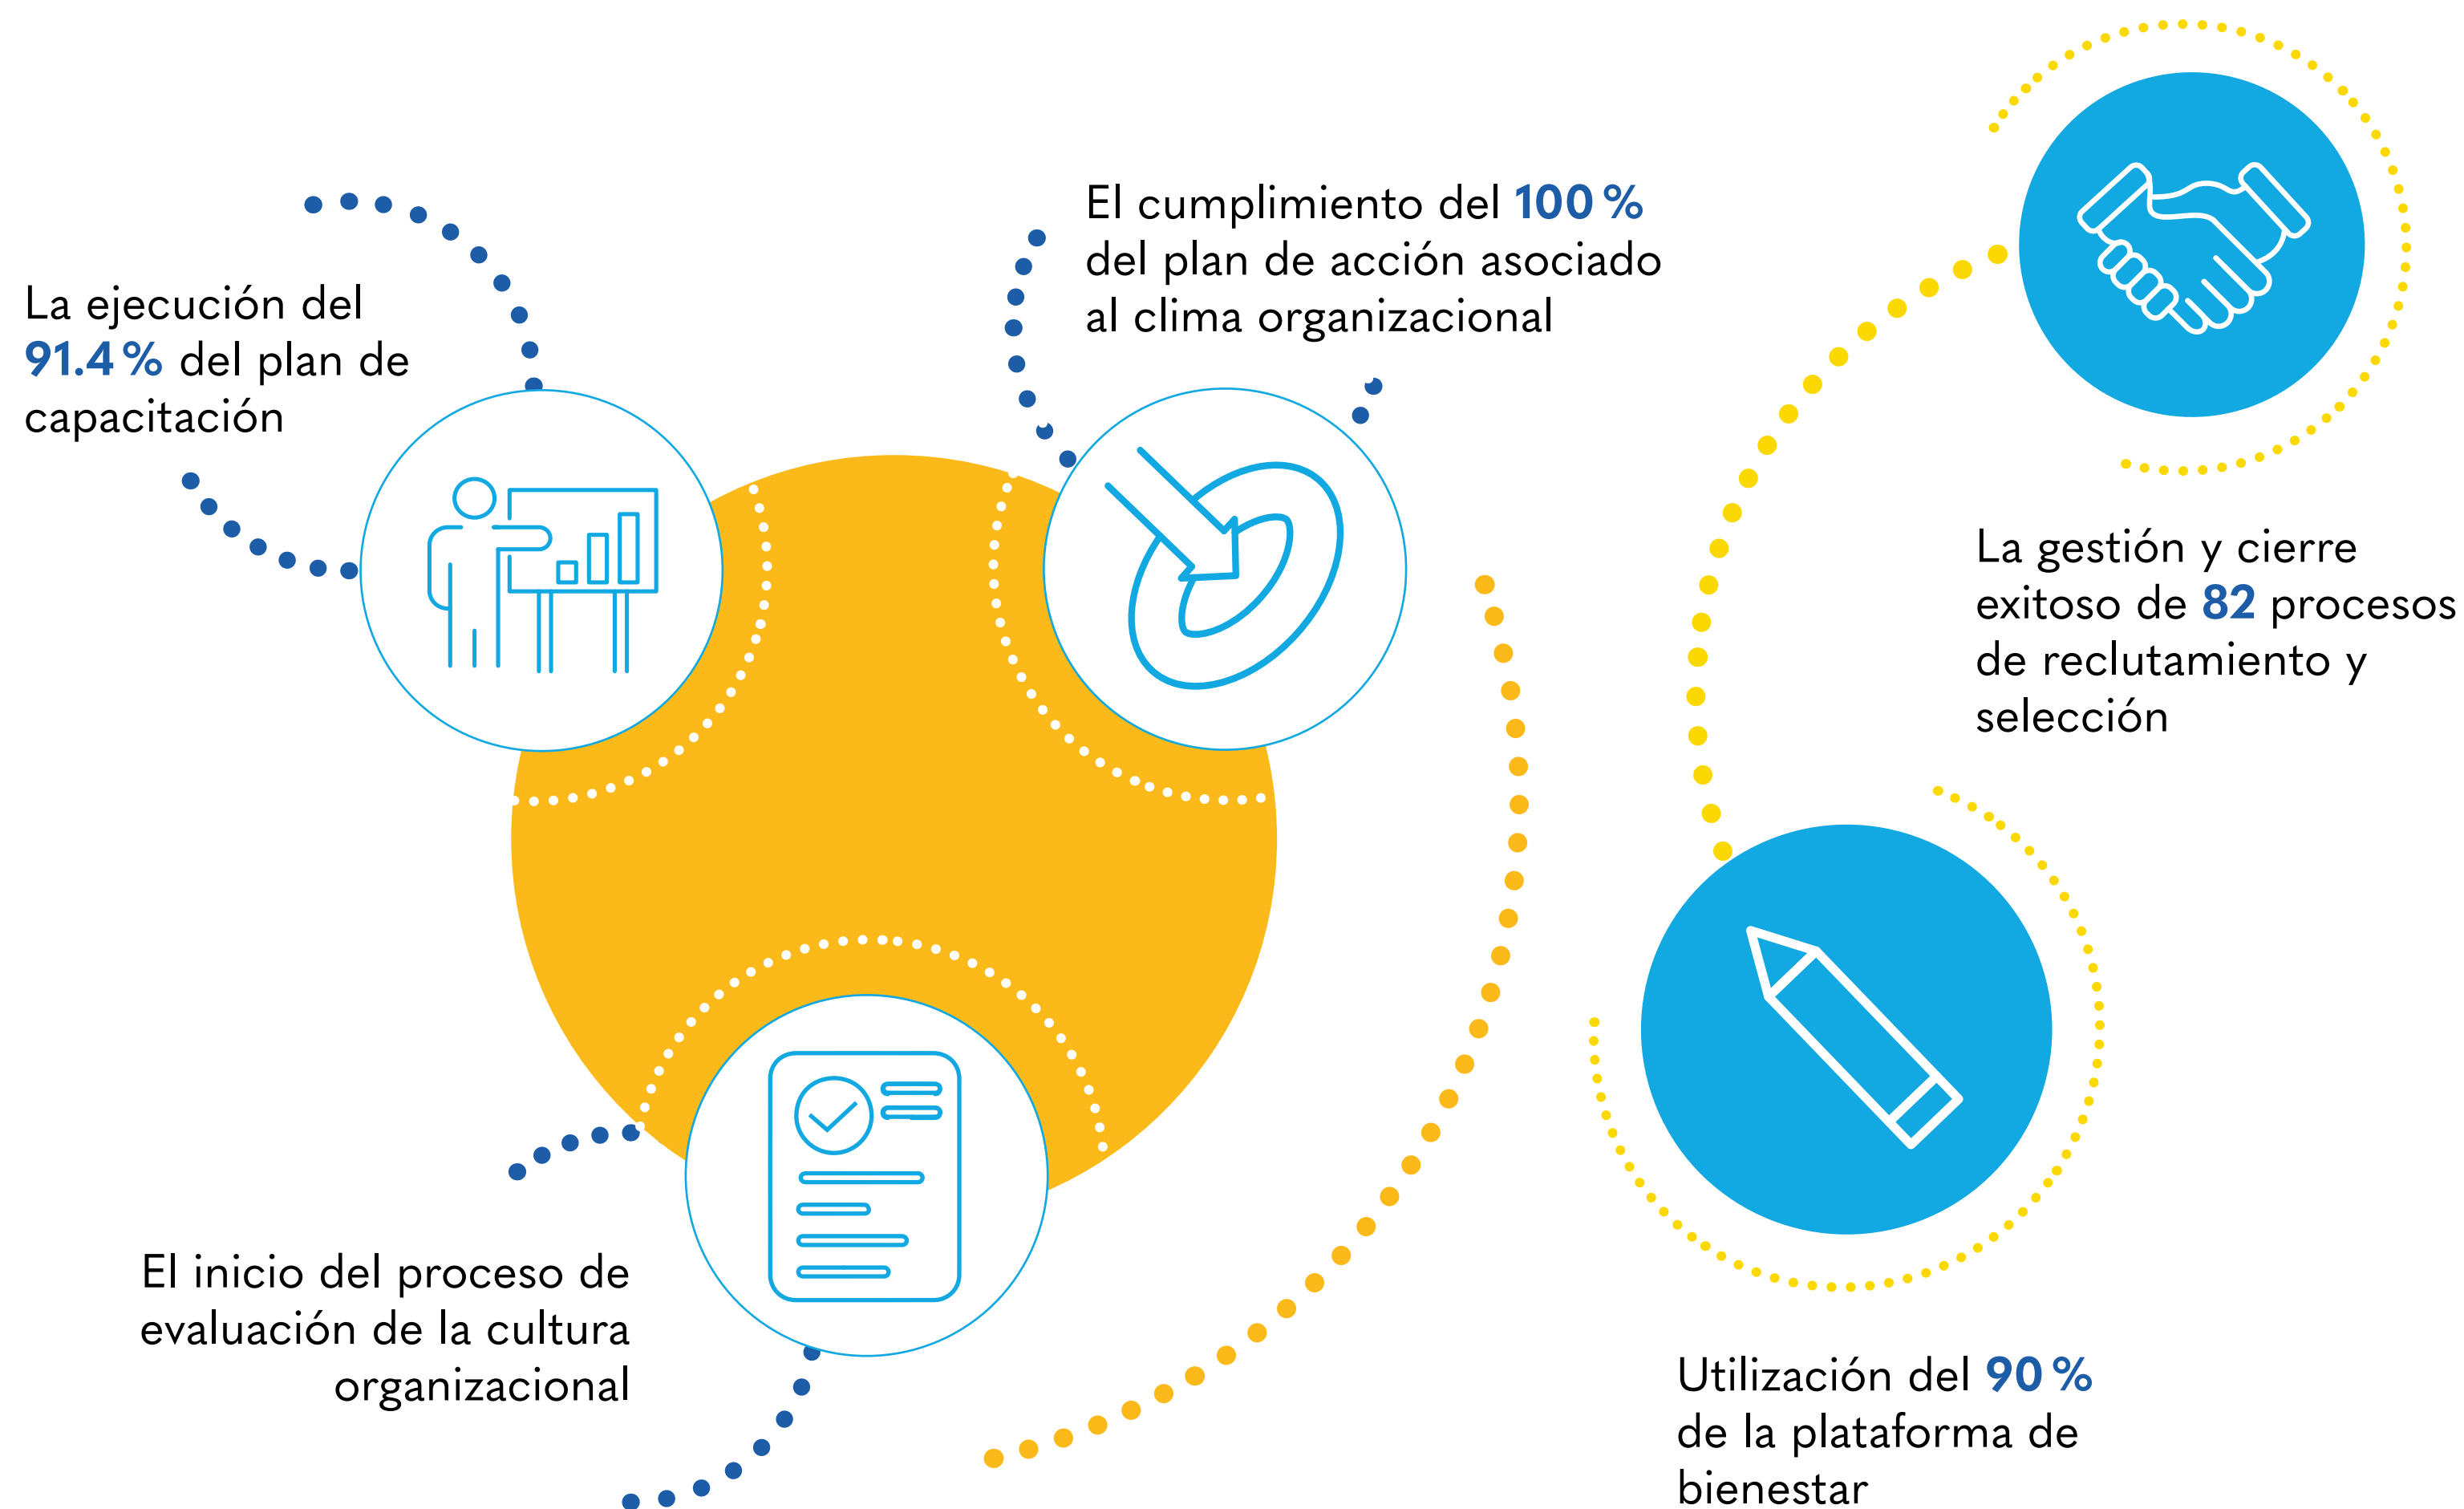 La ejecución del
91.4% del plan de
capacitación
El cumplimiento del 100%
del plan de acción asociado
al clima organizacional
La gestión y cierre
exitoso de 82 procesos
de reclutamiento y
selección
El inicio del proceso de
evaluación de la cultura
organizacional
Utilización del 90%
de la plataforma de
bienestar